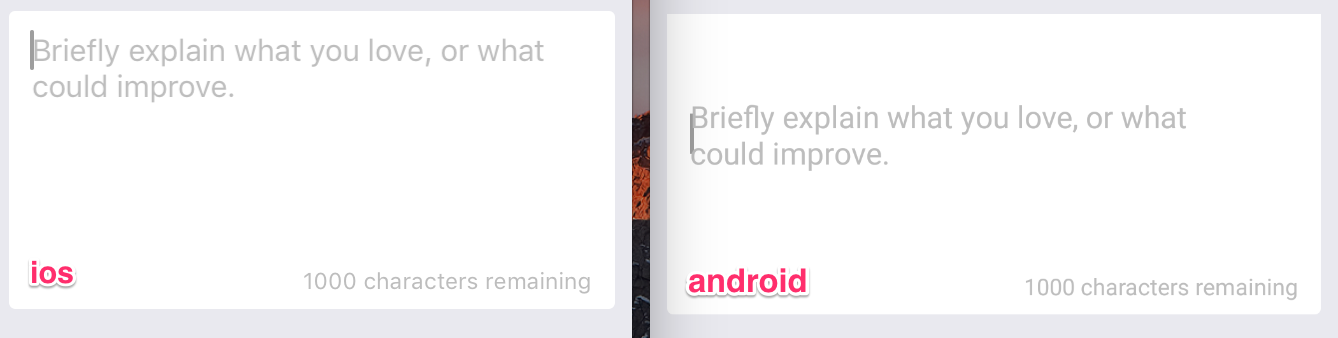 Briefly explain what you love, or what
could improve.
ios
1000 characters remaining
Briefly explain what you love, or what
could improve.
android
1000 characters remaining